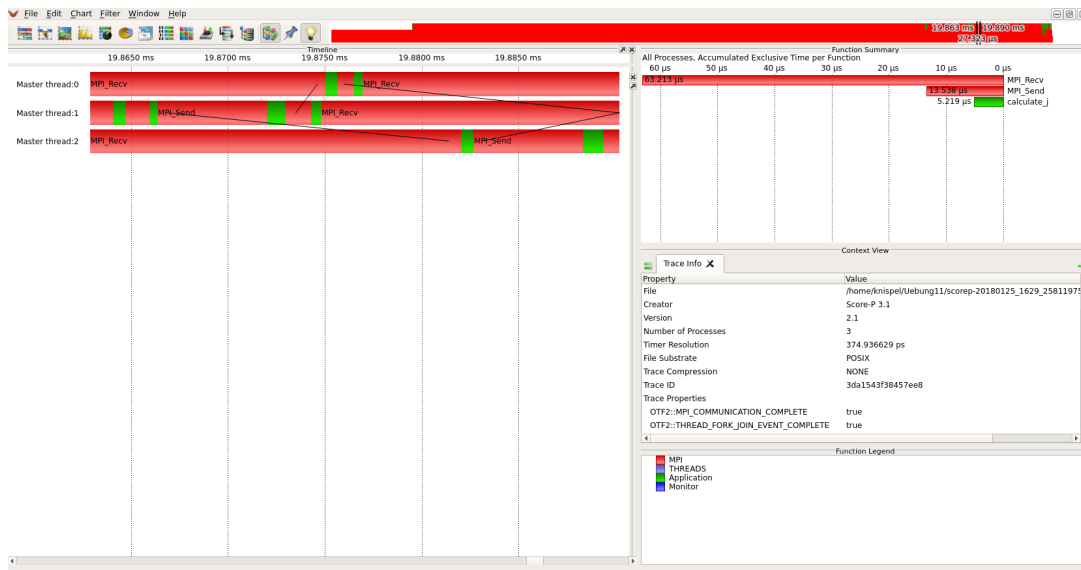 File Edit Chart Filter Window Help
19.863 ms 19.890 ms
27.323 µs
Timeline
19.8650 ms 19.8700 ms 19.8750 ms 19.8800 ms 19.8850 ms
Master thread:0 MPI_Recv MPI_Recv
Master thread:1 MPI_Send MPI_Recv
Master thread:2 MPI_Recv MPI_Send
Function Summary
All Processes, Accumulated Exclusive Time per Function
60 µs 50 µs 40 µs 30 µs 20 µs 10 µs 0 µs
63.213 µs MPI_Recv
13.538 µs MPI_Send
5.219 µs calculate_j
Context View
Trace Info
Property Value
File /home/knispel/Uebung11/scorep-20180125_1629_25811975
Creator Score-P 3.1
Version 2.1
Number of Processes 3
Timer Resolution 374.936629 ps
File Substrate POSIX
Trace Compression NONE
Trace ID 3da1543f38457ee8
Trace Properties
OTF2::MPI_COMMUNICATION_COMPLETE true
OTF2::THREAD_FORK_JOIN_EVENT_COMPLETE true
Function Legend
MPI
THREADS
Application
Monitor